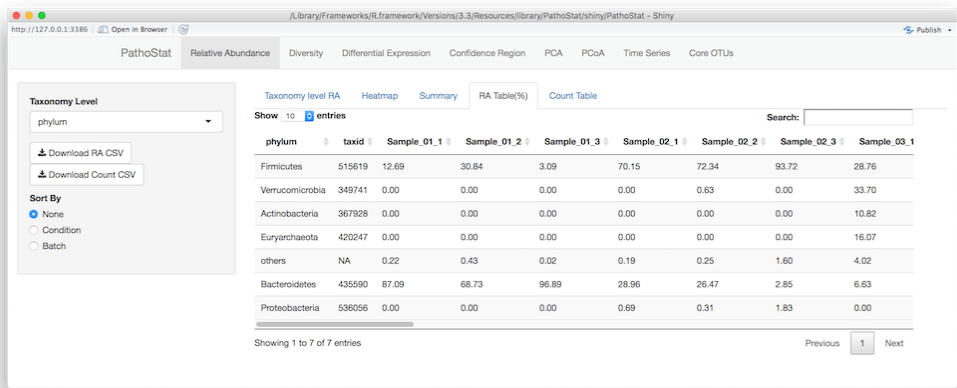 /Library/Frameworks/R.framework/Versions/3.3/Resources/library/PathoStat/shiny/PathoStat - Shiny
http://127.0.0.1:3386 Open in Browser Publish
PathoStat Relative Abundance Diversity Differential Expression Confidence Region PCA PCoA Time Series Core OTUs
Taxonomy Level
phylum
Download RA CSV
Download Count CSV
Sort By
None
Condition
Batch
Taxonomy level RA Heatmap Summary RA Table(%) Count Table
Show 10 entries Search:
phylum taxid Sample_01_1 Sample_01_2 Sample_01_3 Sample_02_1 Sample_02_2 Sample_02_3 Sample_03_1
Firmicutes 515619 12.69 30.84 3.09 70.15 72.34 93.72 28.76
Verrucomicrobia 349741 0.00 0.00 0.00 0.00 0.63 0.00 33.70
Actinobacteria 367928 0.00 0.00 0.00 0.00 0.00 0.00 10.82
Euryarchaeota 420247 0.00 0.00 0.00 0.00 0.00 0.00 16.07
others NA 0.22 0.43 0.02 0.19 0.25 1.60 4.02
Bacteroidetes 435590 87.09 68.73 96.89 28.96 26.47 2.85 6.63
Proteobacteria 536056 0.00 0.00 0.00 0.69 0.31 1.83 0.00
Showing 1 to 7 of 7 entries Previous 1 Next